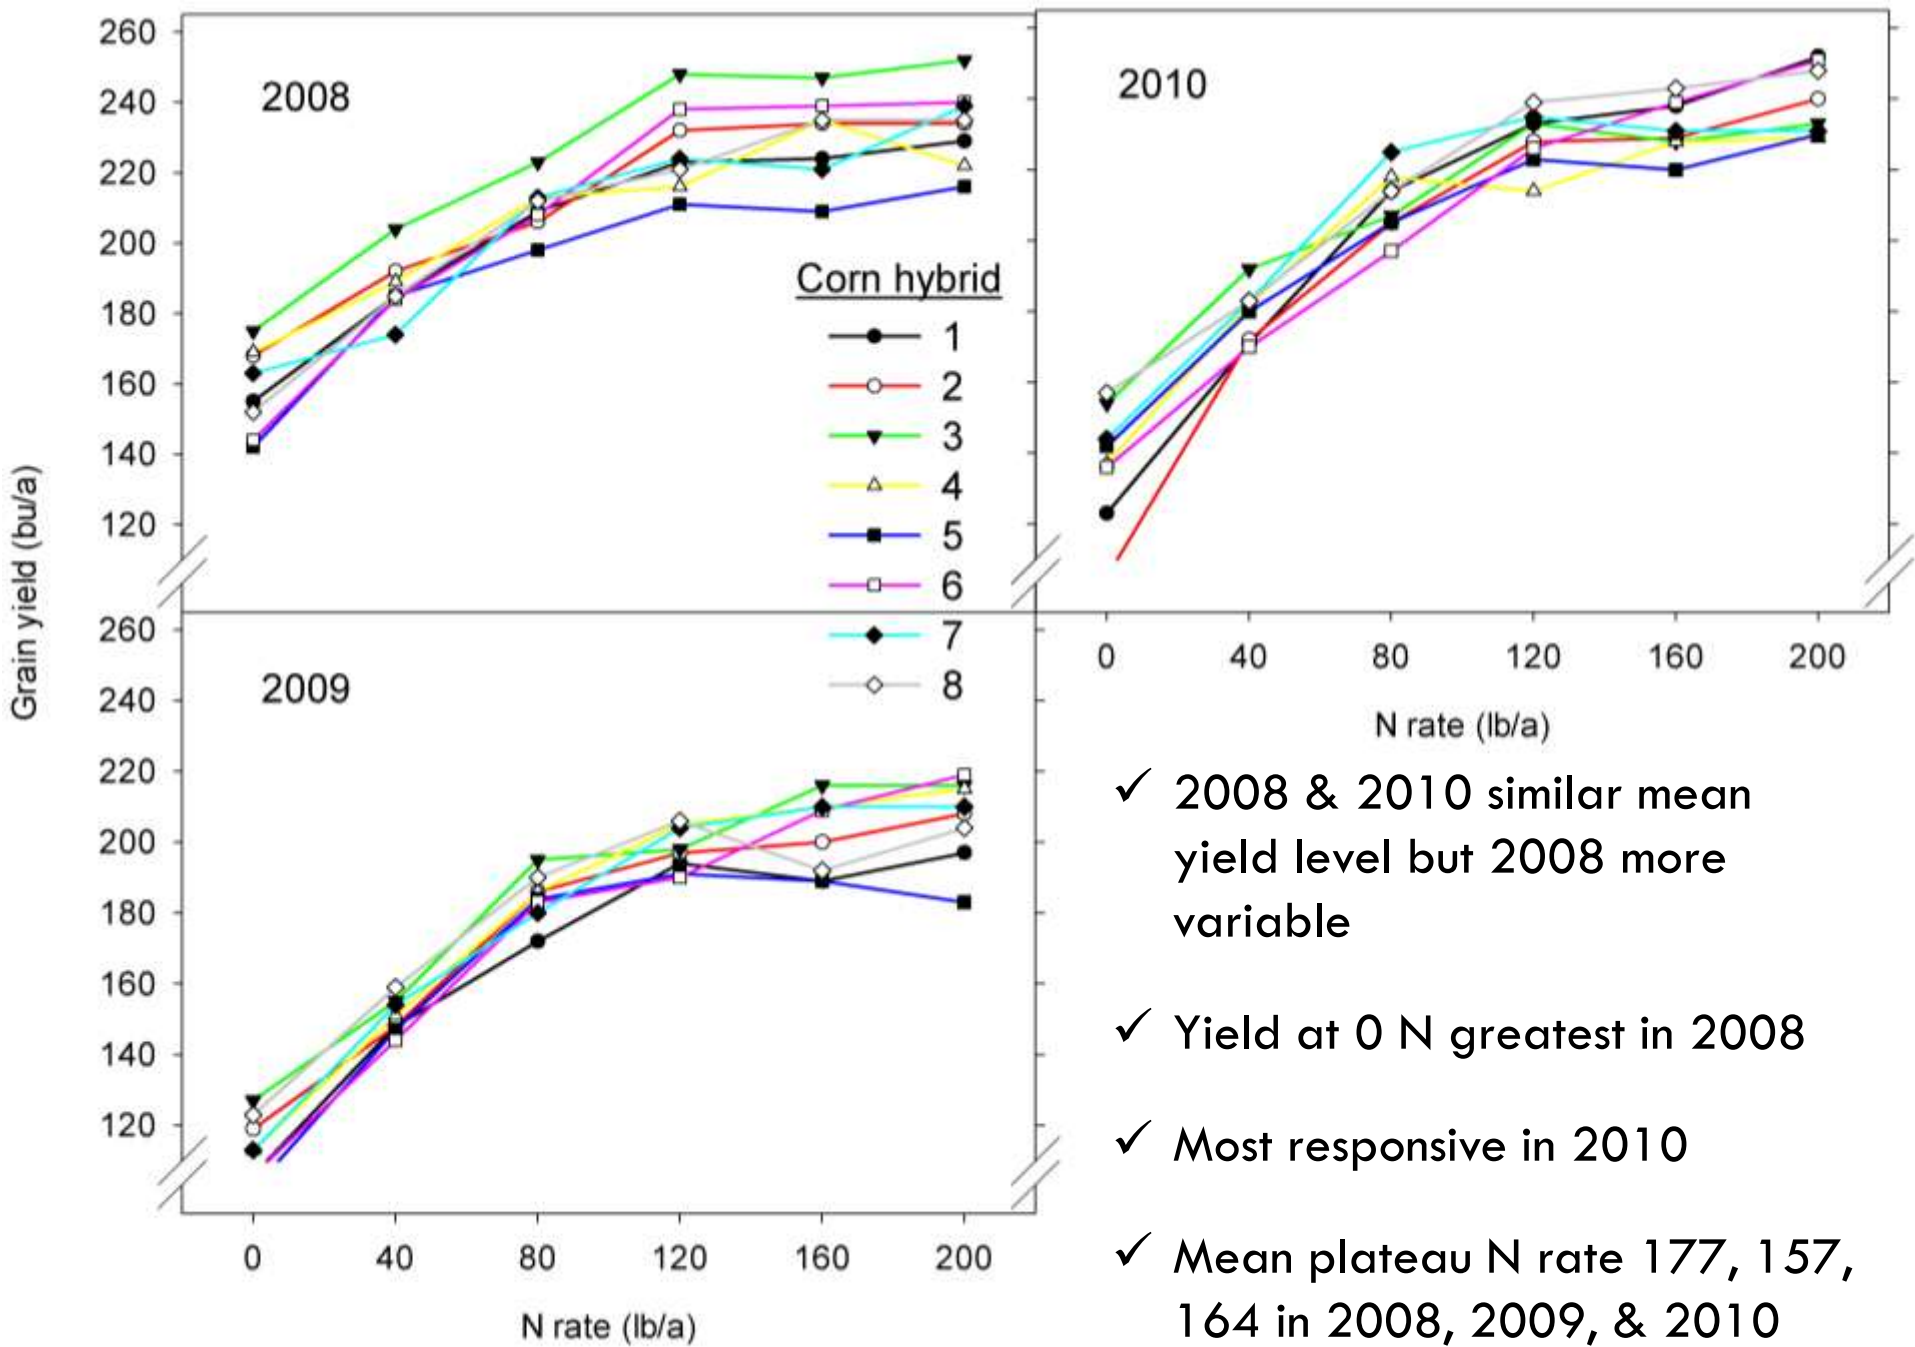 260
240
220
200
180
160
140
120
2008
Corn hybrid
1
2
3
4
5
6
7
8
2010
0 40 80 120 160 200
N rate (lb/a)
Grain yield (bu/a)
260
240
220
200
180
160
140
120
2009
0 40 80 120 160 200
N rate (lb/a)
✓ 2008 & 2010 similar mean
yield level but 2008 more
variable
✓ Yield at 0 N greatest in 2008
✓ Most responsive in 2010
✓ Mean plateau N rate 177, 157,
164 in 2008, 2009, & 2010